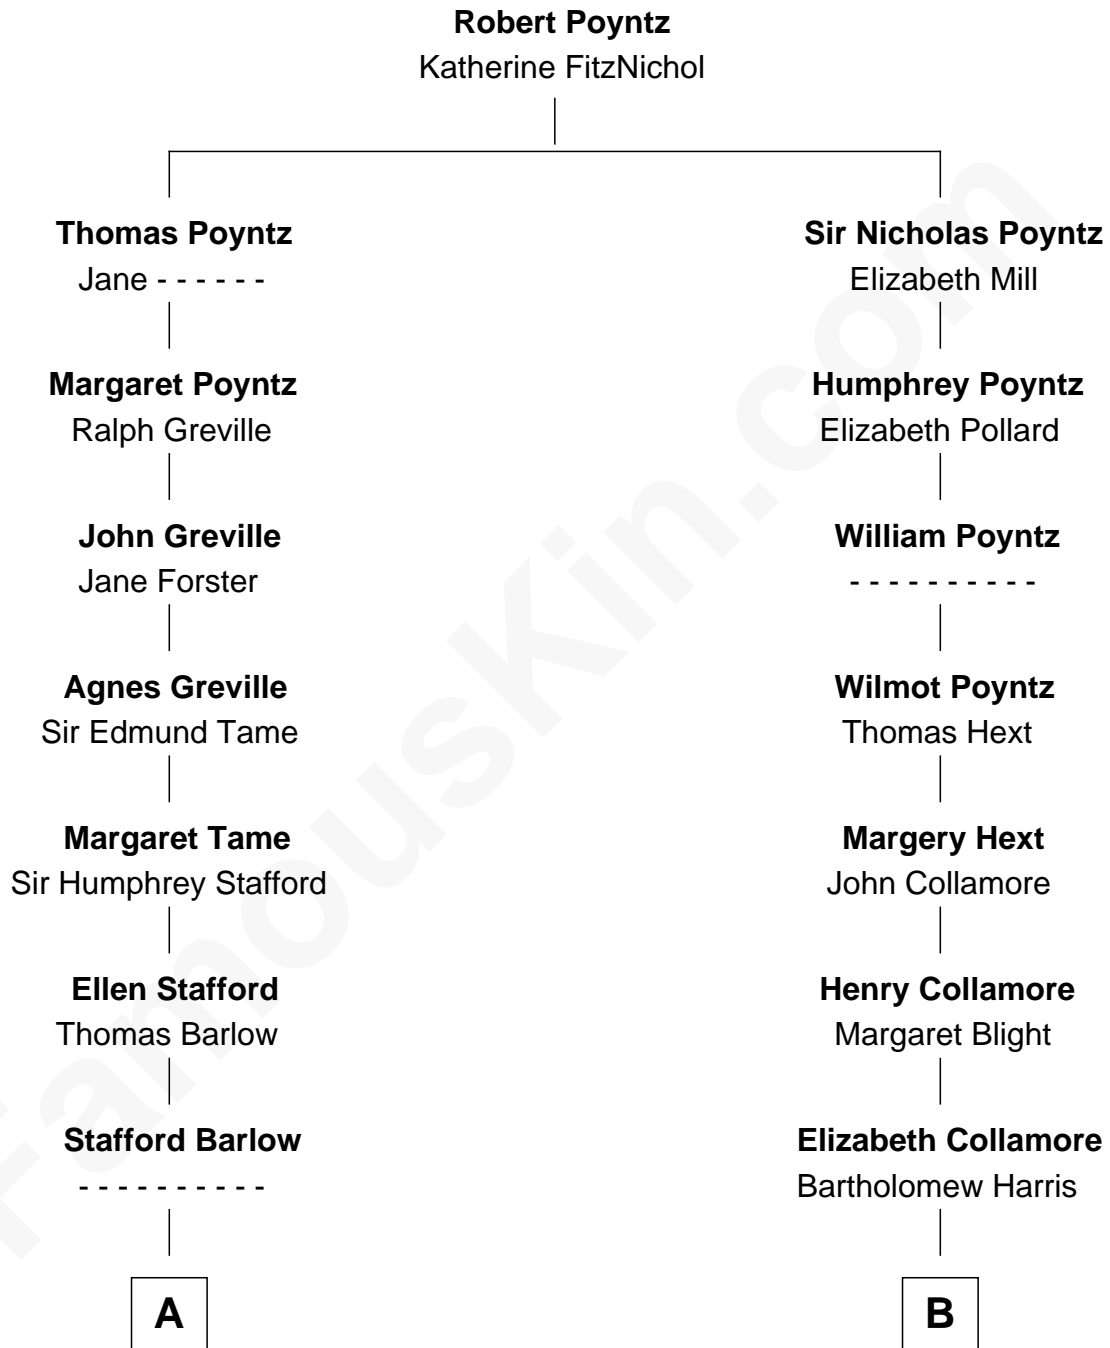 Robert Poyntz
Katherine FitzNichol
Thomas Poyntz
Jane - - - - - -
Margaret Poyntz
Ralph Greville
John Greville
Jane Forster
Agnes Greville
Sir Edmund Tame
Margaret Tame
Sir Humphrey Stafford
Ellen Stafford
Thomas Barlow
Stafford Barlow
- - - - - - - - - -
A
Sir Nicholas Poyntz
Elizabeth Mill
Humphrey Poyntz
Elizabeth Pollard
William Poyntz
- - - - - - - - - -
Wilmot Poyntz
Thomas Hext
Margery Hext
John Collamore
Henry Collamore
Margaret Blight
Elizabeth Collamore
Bartholomew Harris
B
FamousKin.com